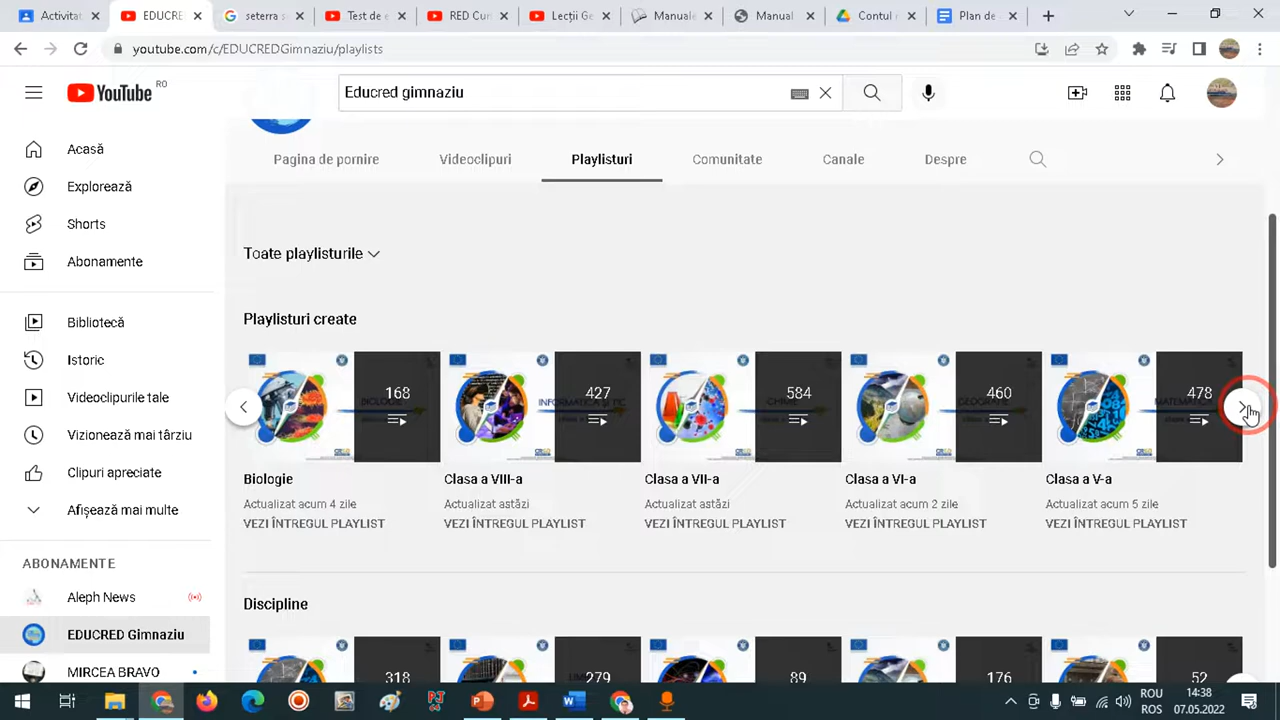 Activitat
EDUCRE
seterra s
Test de e
RED Cur
Lecții Ge
Manuale
Manual
Contul r
Plan de
youtube.com/c/EDUCREDGimnaziu/playlists
YouTube RO
Educred gimnaziu
Acasă
Explorează
Shorts
Abonamente
Bibliotecă
Istoric
Videoclipurile tale
Vizionează mai târziu
Clipuri apreciate
Afișează mai multe
ABONAMENTE
Aleph News
EDUCRED Gimnaziu
MIRCEA BRAVO
Pagina de pornire
Videoclipuri
Playlisturi
Comunitate
Canale
Despre
Toate playlisturile
Playlisturi create
168
427
584
460
478
Biologie
Clasa a VIII-a
Clasa a VII-a
Clasa a VI-a
Clasa a V-a
Actualizat acum 4 zile
Actualizat astăzi
Actualizat astăzi
Actualizat acum 2 zile
Actualizat acum 5 zile
VEZI ÎNTREGUL PLAYLIST
VEZI ÎNTREGUL PLAYLIST
VEZI ÎNTREGUL PLAYLIST
VEZI ÎNTREGUL PLAYLIST
VEZI ÎNTREGUL PLAYLIST
Discipline
318
279
89
176
52
ROU
ROS
14:38
07.05.2022